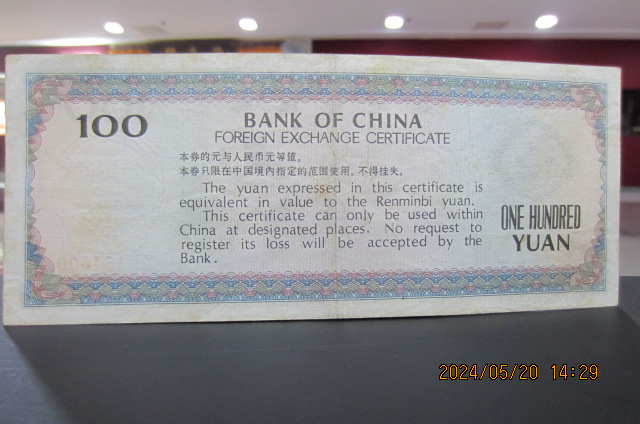 100
BANK OF CHINA
FOREIGN EXCHANGE CERTIFICATE
本券的元与人民币元等值。
本券只限在中国境内指定的范围使用，不得挂失。
The yuan expressed in this certificate is
equivalent in value to the Renminbi yuan.
This certificate can only be used within
China at designated places. No request to
register its loss will be accepted by the
Bank.
ONE HUNDRED
YUAN
2024/05/20 14:29